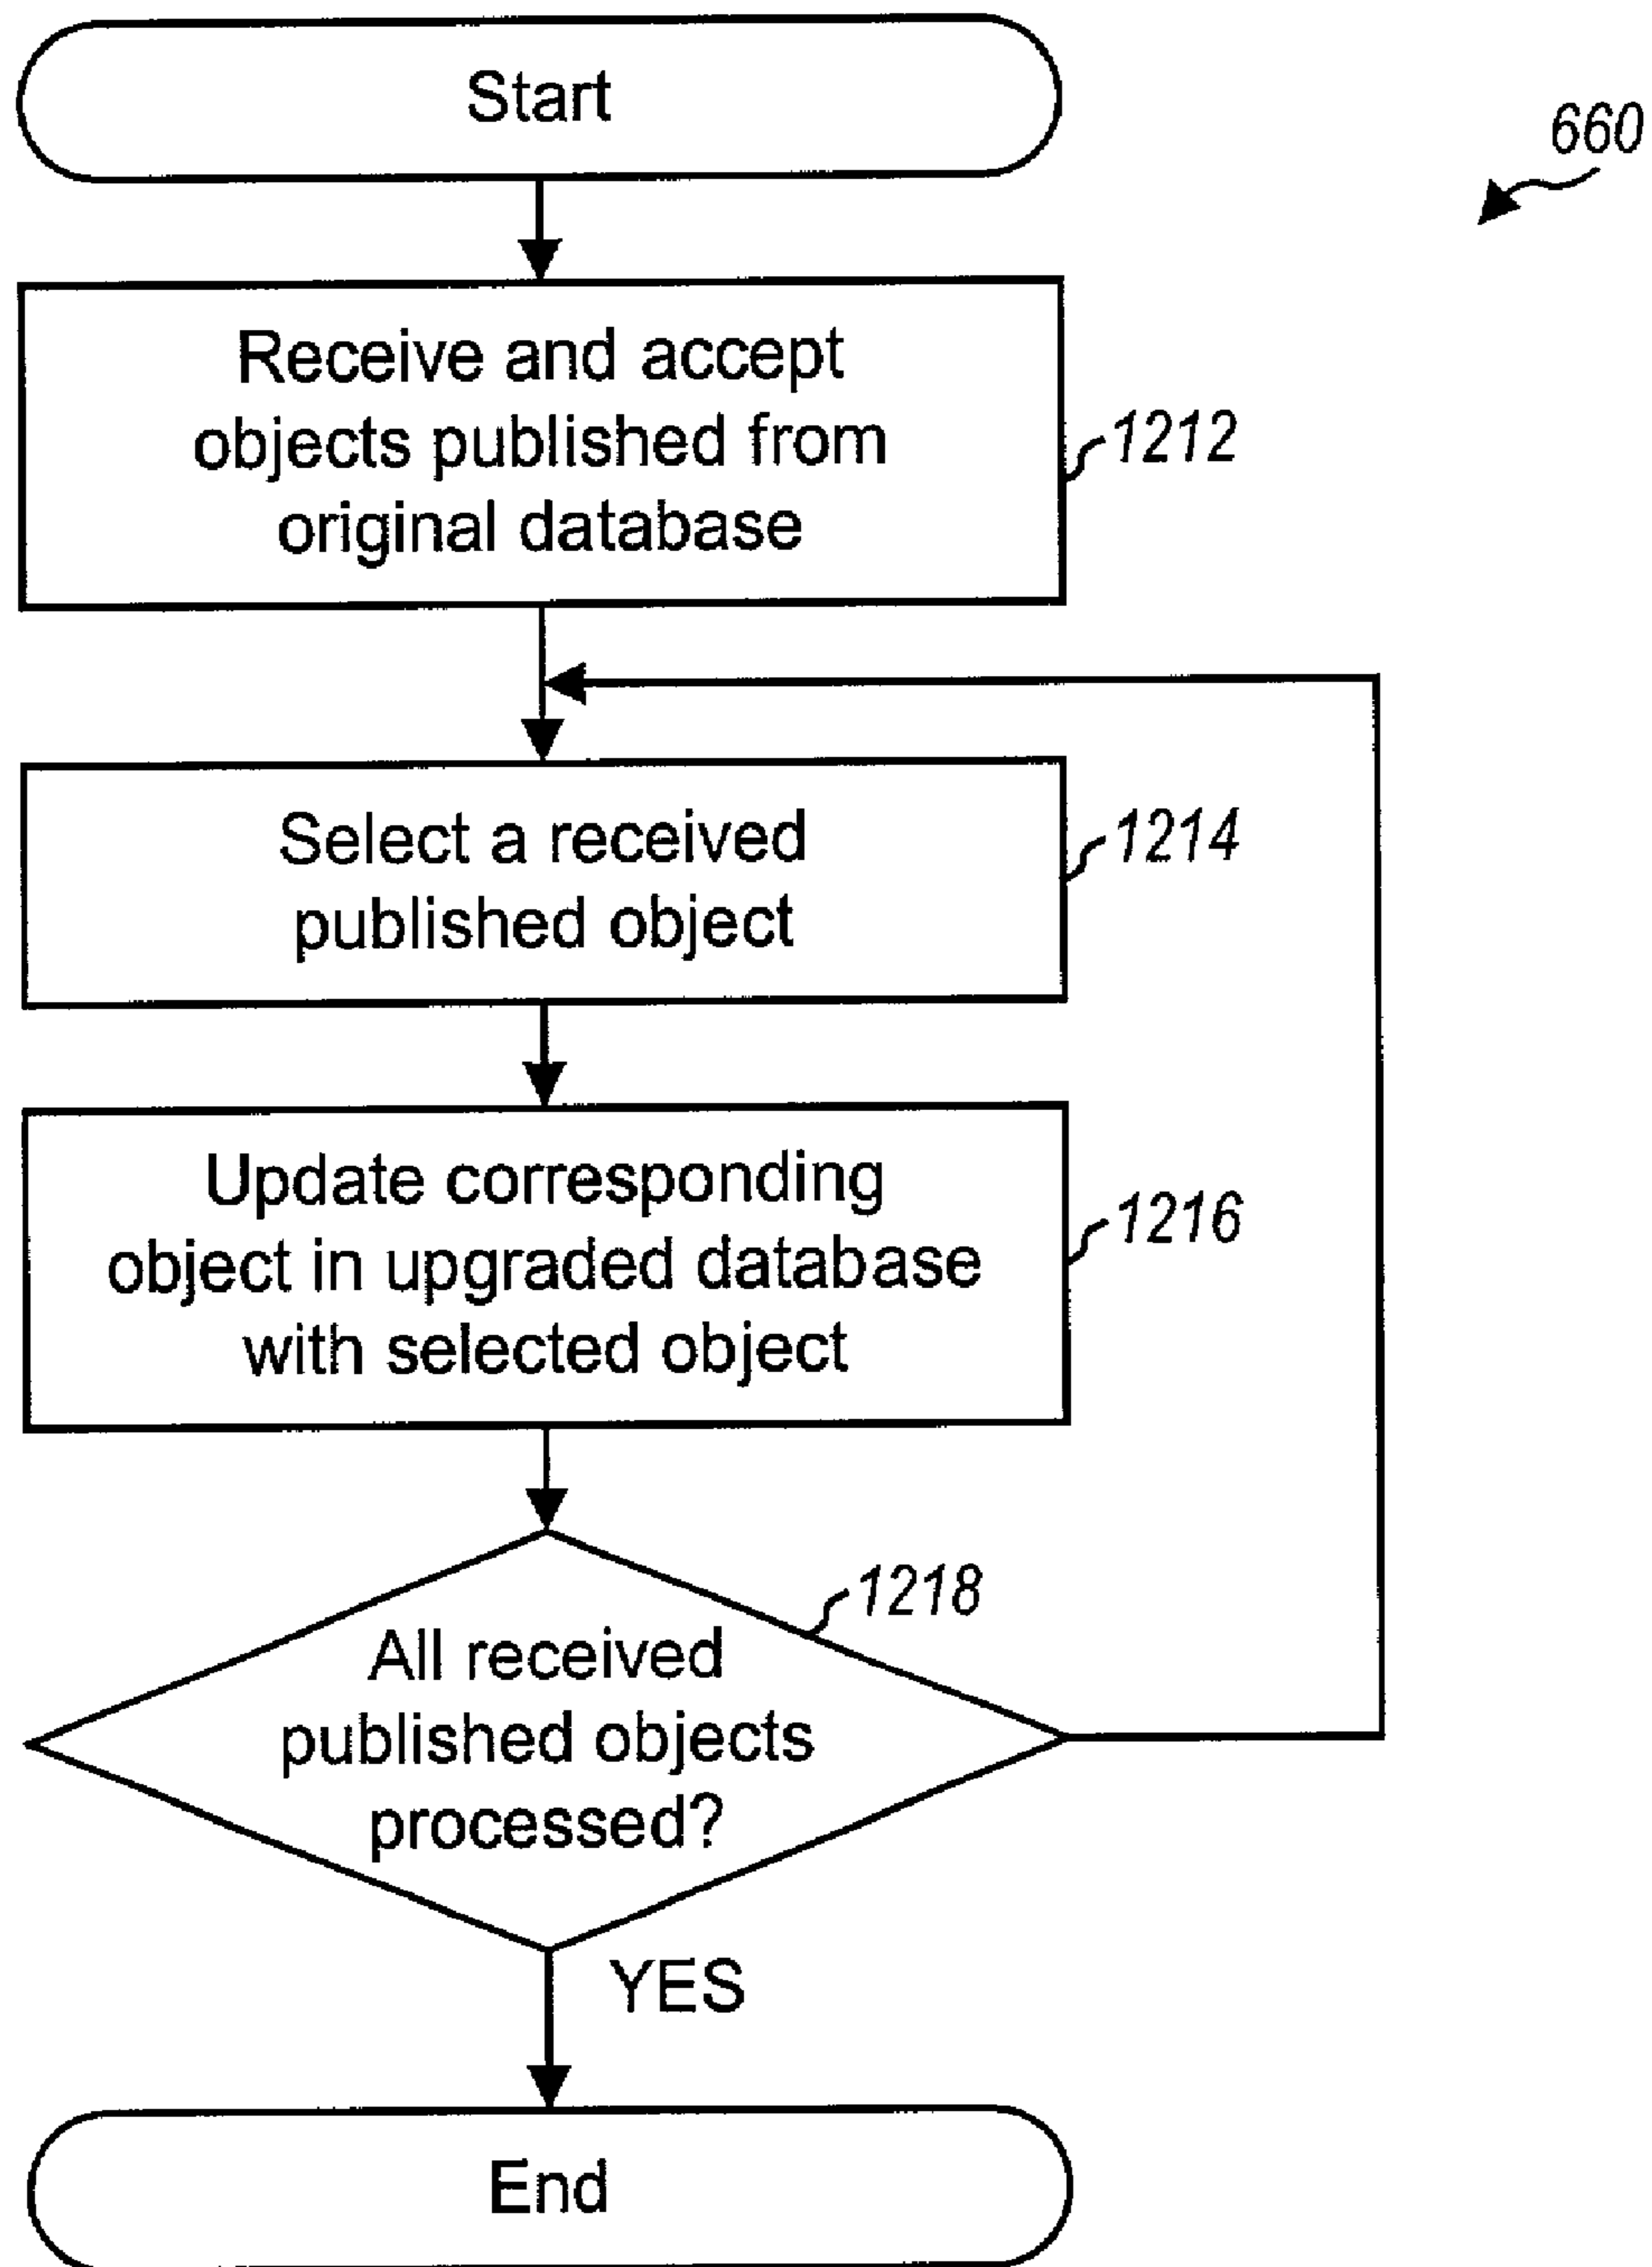 Start
660
Receive and accept
objects published from
original database
1212
Select a received
published object
1214
Update corresponding
object in upgraded database
with selected object
1216
1218
All received
published objects
processed?
YES
End